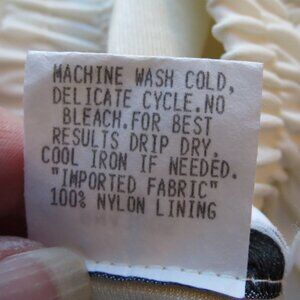 MACHINE WASH COLD,
DELICATE CYCLE.NO
BLEACH.FOR BEST
RESULTS DRIP DRY.
COOL IRON IF NEEDED.
"IMPORTED FABRIC"
100% NYLON LINING